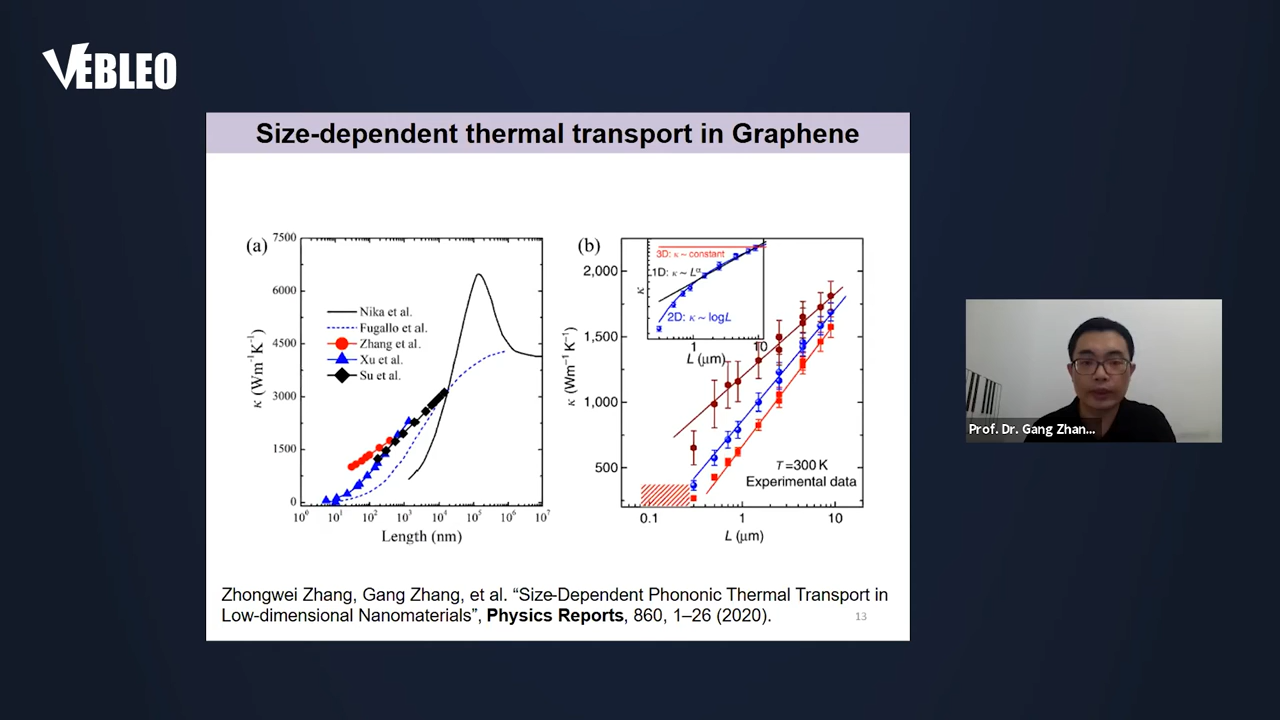 VEBLEO
Size-dependent thermal transport in Graphene
(a)
7500
6000
4500
3000
1500
0
κ (Wm⁻¹K⁻¹)
Nika et al.
Fugallo et al.
Zhang et al.
Xu et al.
Su et al.
10⁰ 10¹ 10² 10³ 10⁴ 10⁵ 10⁶ 10⁷
Length (nm)
(b)
2,000
1,500
1,000
500
κ (Wm⁻¹ K⁻¹)
3D: κ ~ constant
1D: κ ~ Lᵅ
2D: κ ~ logL
κ
1 10
L (μm)
T = 300 K
Experimental data
0.1 1 10
L (μm)
Zhongwei Zhang, Gang Zhang, et al. “Size-Dependent Phononic Thermal Transport in
Low-dimensional Nanomaterials”, Physics Reports, 860, 1–26 (2020).
13
Prof. Dr. Gang Zhan...